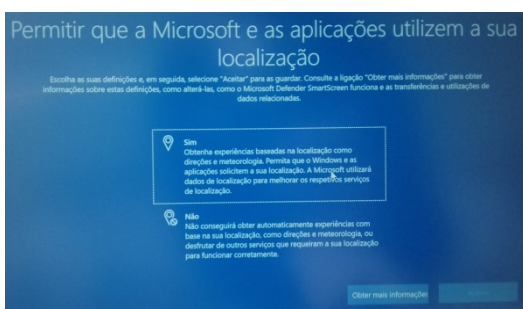 Permitir que a Microsoft e as aplicações utilizem a sua
localização
Escolha as suas definições e, em seguida, selecione "Aceitar" para as guardar. Consulte a ligação "Obter mais informações" para obter
informações sobre estas definições, como alterá-las, como o Microsoft Defender SmartScreen funciona e as transferências e utilizações de
dados relacionadas.
Sim
Obtenha experiências baseadas na localização como
direções e meteorologia. Permita que o Windows e as
aplicações solicitem a sua localização. A Microsoft utilizará
dados de localização para melhorar os respetivos serviços
de localização.
Não
Não conseguirá obter automaticamente experiências com
base na sua localização, como direções e meteorologia, ou
desfrutar de outros serviços que requeiram a sua localização
para funcionar corretamente.
Obter mais informações